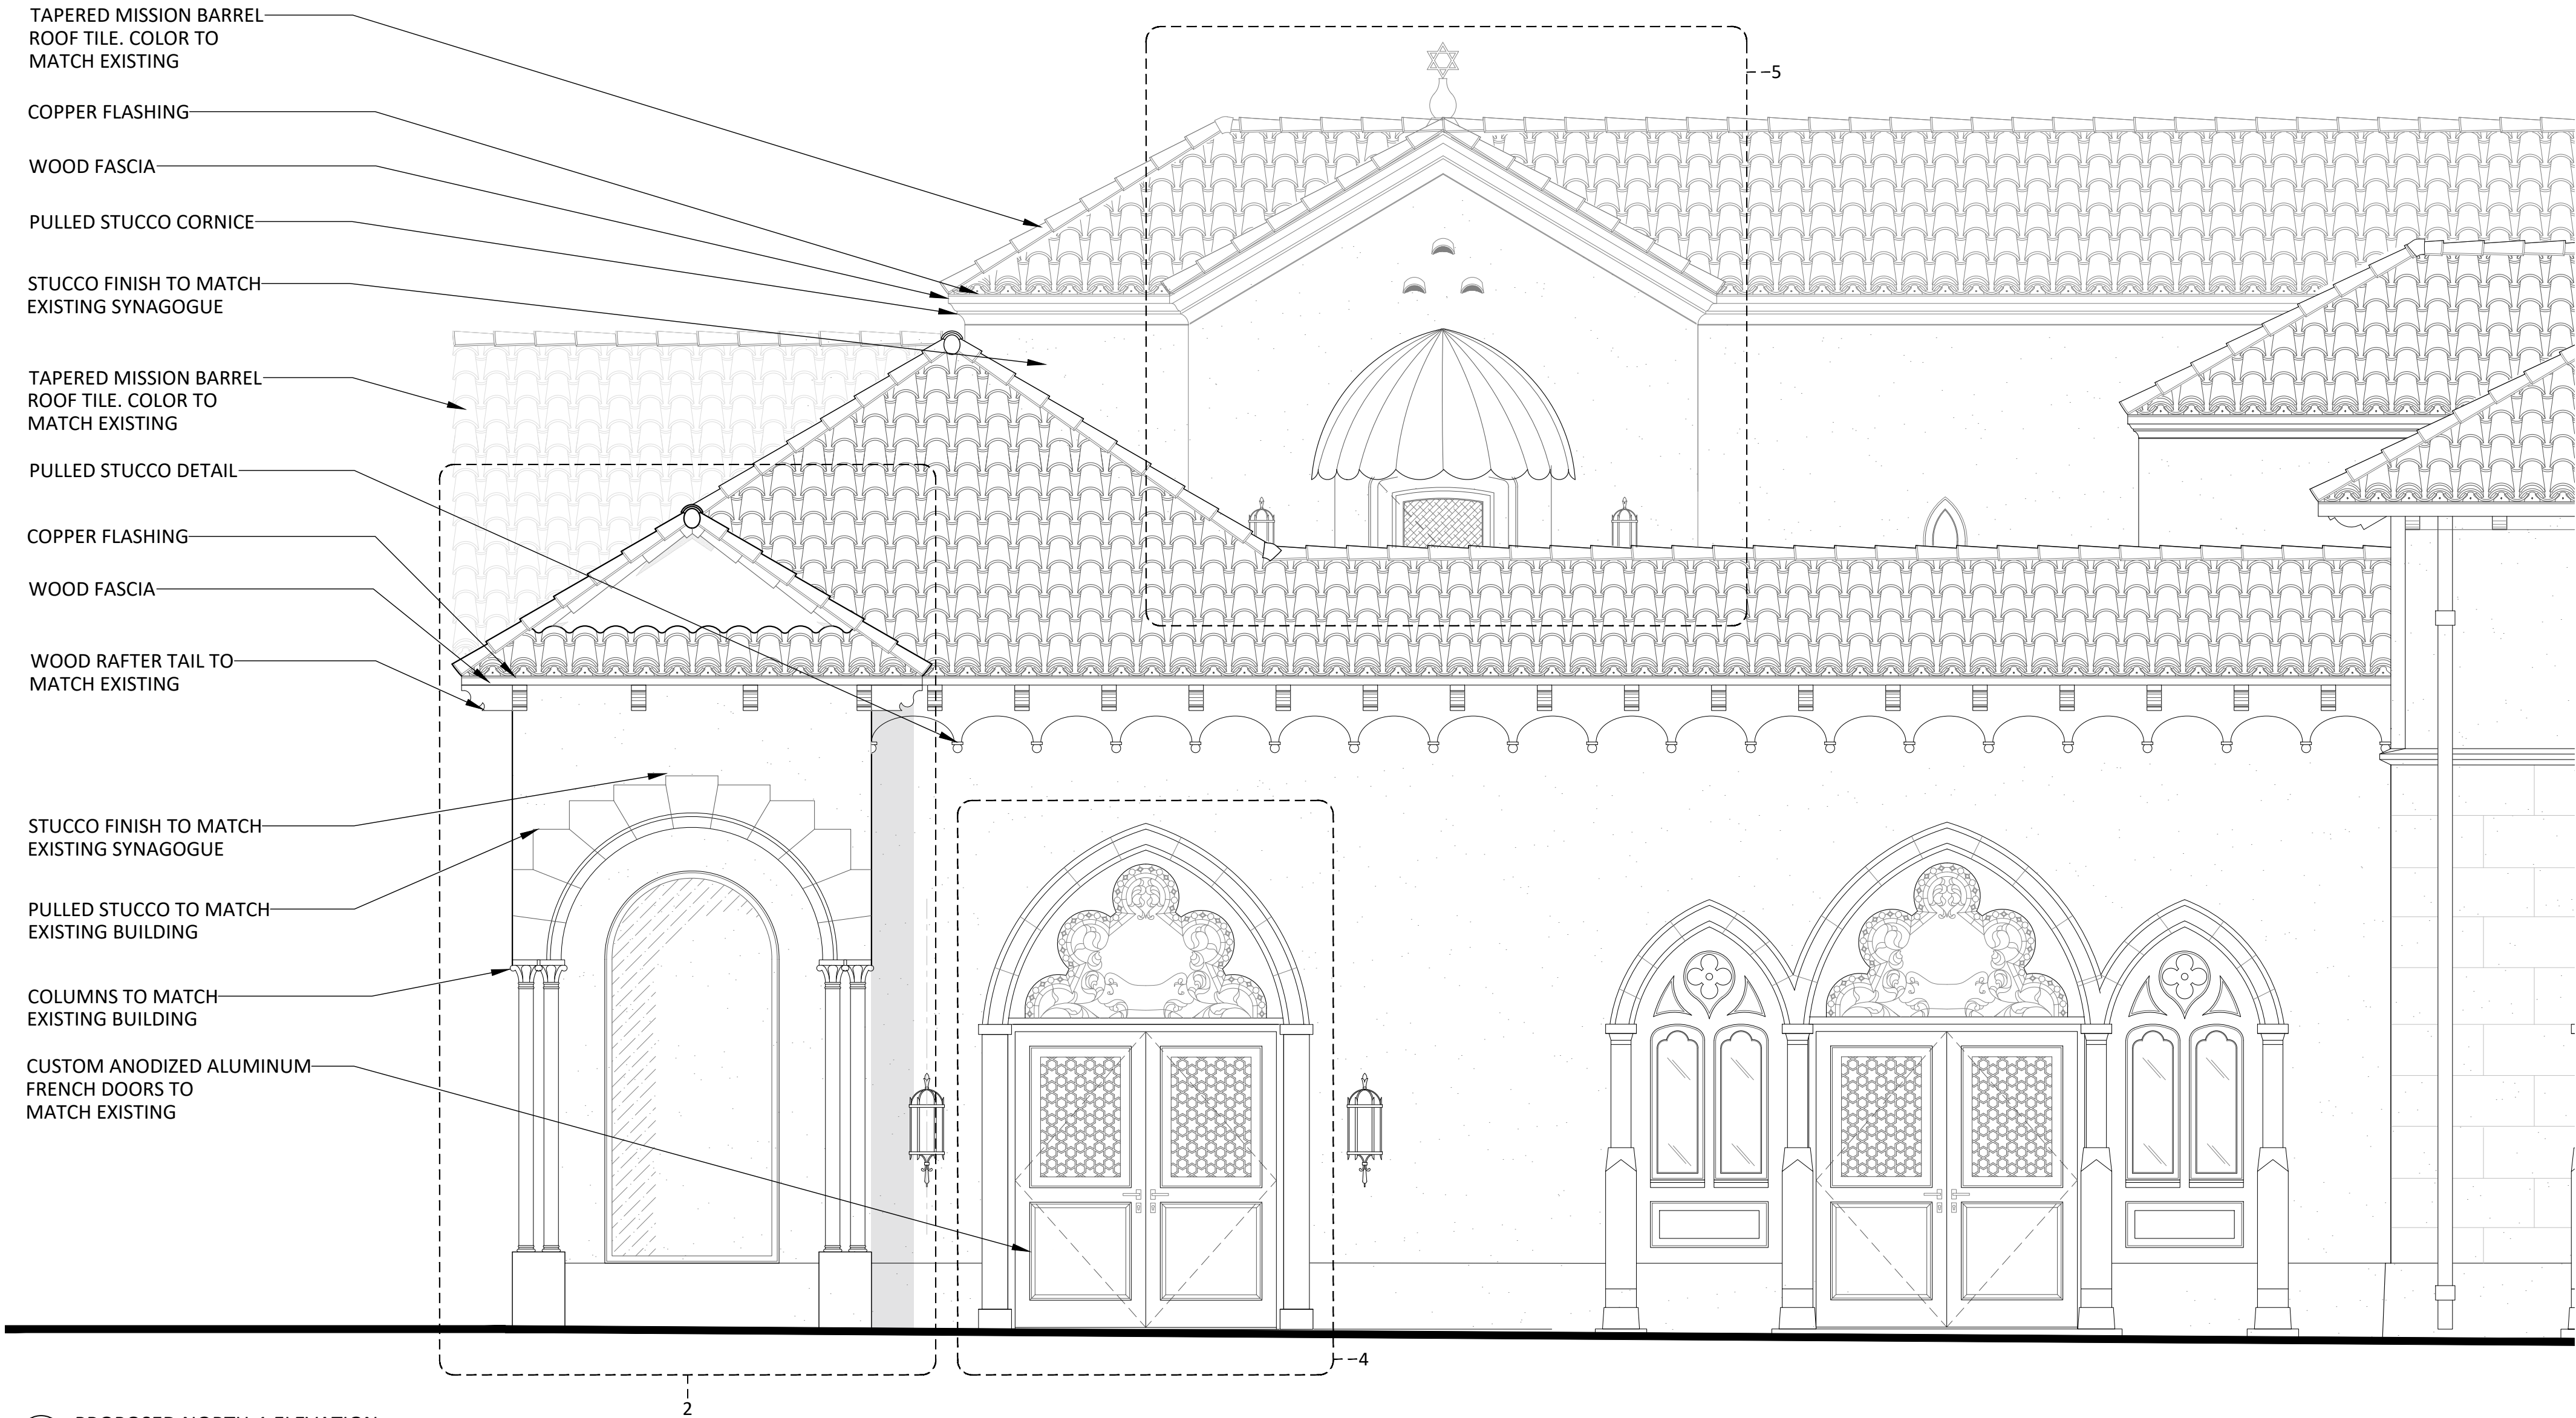 TAPERED MISSION BARREL
ROOF TILE. COLOR TO
MATCH EXISTING
COPPER FLASHING
WOOD FASCIA
PULLED STUCCO CORNICE
STUCCO FINISH TO MATCH
EXISTING SYNAGOGUE
TAPERED MISSION BARREL
ROOF TILE. COLOR TO
MATCH EXISTING
PULLED STUCCO DETAIL
COPPER FLASHING
WOOD FASCIA
WOOD RAFTER TAIL TO
MATCH EXISTING
STUCCO FINISH TO MATCH
EXISTING SYNAGOGUE
PULLED STUCCO TO MATCH
EXISTING BUILDING
COLUMNS TO MATCH
EXISTING BUILDING
CUSTOM ANODIZED ALUMINUM
FRENCH DOORS TO
MATCH EXISTING
5
4
2
PROPOSED NORTH